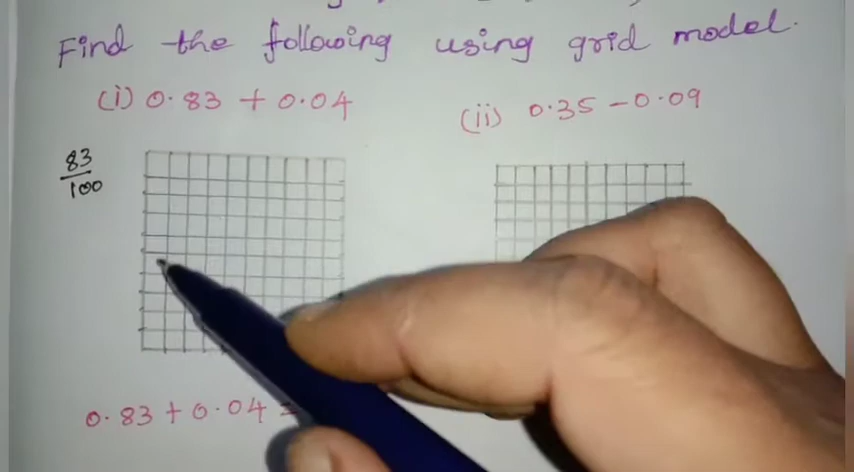 Find the following using grid model.
(i) 0.83 + 0.04
(ii) 0.35 - 0.09
83
100
0.83 + 0.04 =